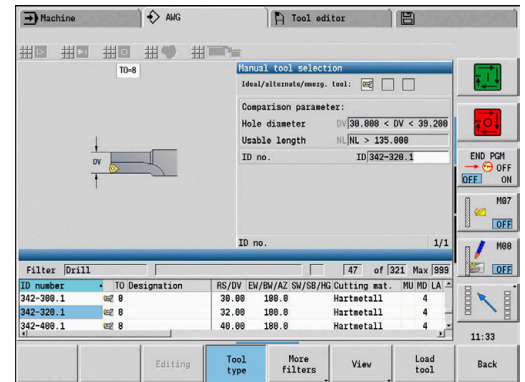 Machine
AWG
Tool editor
TO=8
DV
Manual tool selection
Ideal/alternate/emerg. tool:
Comparison parameter:
Hole diameter DV 30.000 < DV < 39.200
Usable length NL NL > 135.000
ID no. ID 342-320.1
ID no. 1/1
END PGM
OFF
OFF ON
M07
OFF
M08
OFF
Filter Drill 47 of 321 Max 999
ID number TO Designation RS/DV EW/BW/AZ SW/SB/HG Cutting mat. MU MD LA
342-300.1 8 30.00 180.0 Hartmetall 4
342-320.1 8 32.00 180.0 Hartmetall 4
342-400.1 8 40.00 180.0 Hartmetall 4
11:33
Editing
Tool type
More filters
View
Load tool
Back